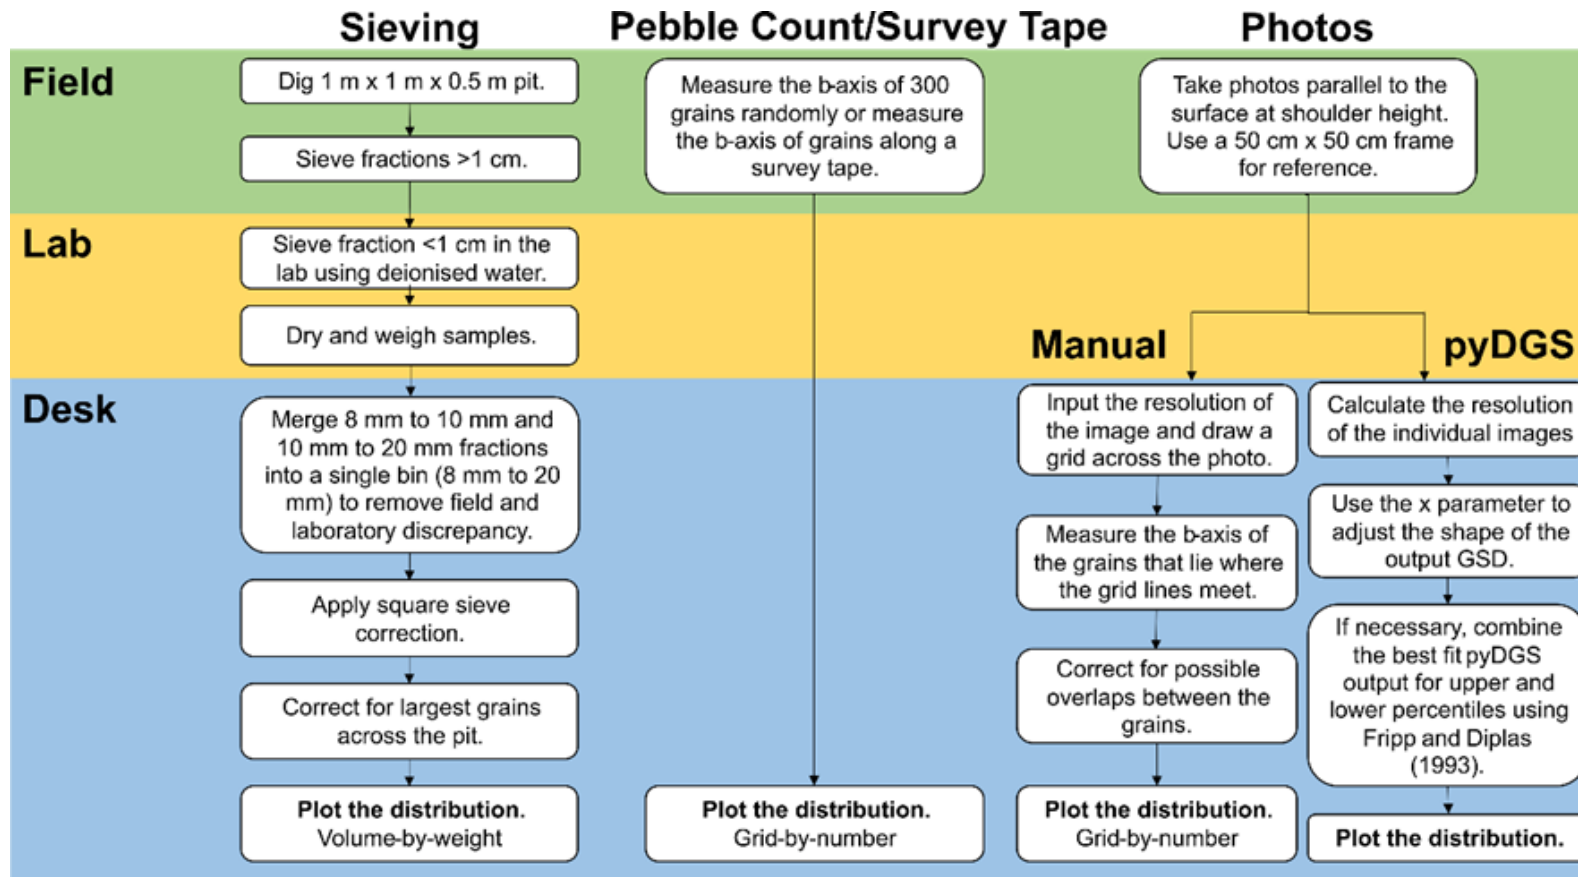 Sieving
Pebble Count/Survey Tape
Photos
Field
Dig 1 m x 1 m x 0.5 m pit.
Sieve fractions >1 cm.
Measure the b-axis of 300
grains randomly or measure
the b-axis of grains along a
survey tape.
Take photos parallel to the
surface at shoulder height.
Use a 50 cm x 50 cm frame
for reference.
Lab
Sieve fraction <1 cm in the
lab using deionised water.
Dry and weigh samples.
Manual
pyDGS
Desk
Merge 8 mm to 10 mm and
10 mm to 20 mm fractions
into a single bin (8 mm to 20
mm) to remove field and
laboratory discrepancy.
Apply square sieve
correction.
Correct for largest grains
across the pit.
Plot the distribution.
Volume-by-weight
Plot the distribution.
Grid-by-number
Input the resolution of
the image and draw a
grid across the photo.
Measure the b-axis of
the grains that lie where
the grid lines meet.
Correct for possible
overlaps between the
grains.
Plot the distribution.
Grid-by-number
Calculate the resolution
of the individual images
Use the x parameter to
adjust the shape of the
output GSD.
If necessary, combine
the best fit pyDGS
output for upper and
lower percentiles using
Fripp and Diplas
(1993).
Plot the distribution.